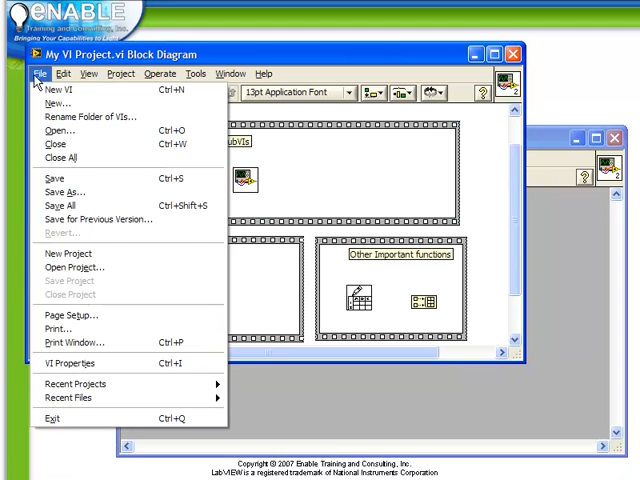 eNABLE
Training and Consulting, Inc.
Bringing Your Capabilities to
My VI Project.vi Block Diagram
File Edit View Project Operate Tools Window Help
13pt Application Font
?
2
New VI Ctrl+N
New...
Rename Folder of VIs...
Open... Ctrl+O
Close Ctrl+W
Close All
Save Ctrl+S
Save As...
Save All Ctrl+Shift+S
Save for Previous Version...
Revert...
New Project
Open Project...
Save Project
Close Project
Page Setup...
Print...
Print Window... Ctrl+P
VI Properties Ctrl+I
Recent Projects
Recent Files
Exit Ctrl+Q
ubVIs
Other Important functions
?
2
Copyright © 2007 Enable Training and Consulting, Inc.
LabVIEW is a registered trademark of National Instruments Corporation